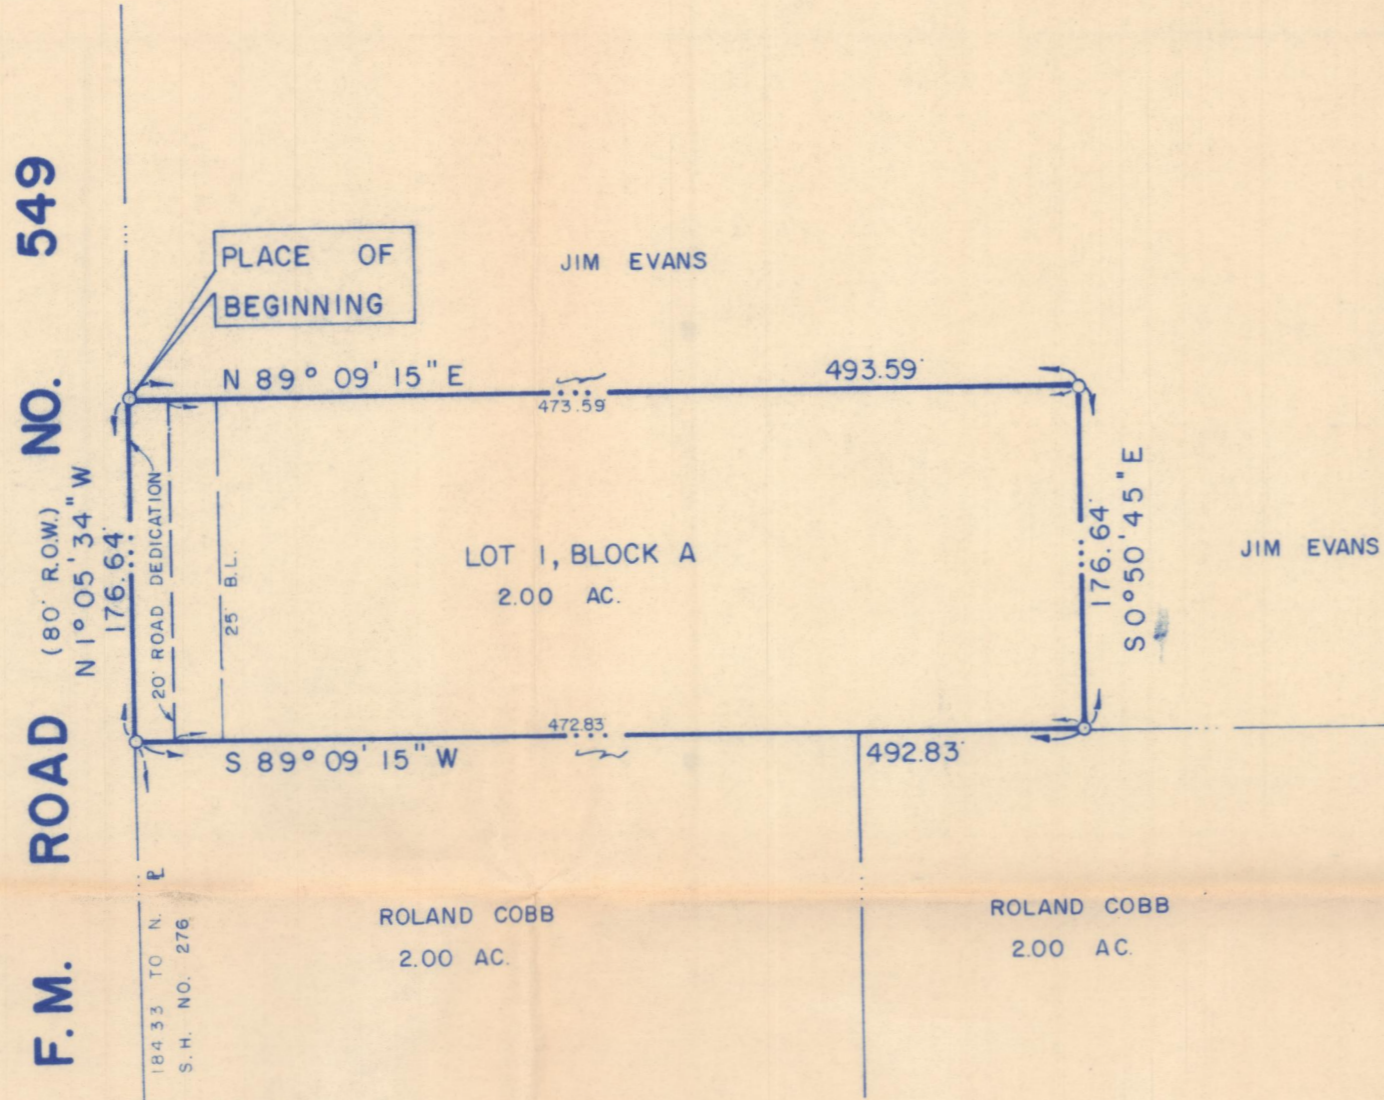 F.M. ROAD NO. 549
(80' R.O.W.)
N 1° 05' 34" W
176.64'
PLACE OF
BEGINNING
JIM EVANS
N 89° 09' 15" E
493.59'
473.59'
20' ROAD DEDICATION
25' B.L.
LOT 1, BLOCK A
2.00 AC.
176.64'
S 0° 50' 45" E
JIM EVANS
472.83'
S 89° 09' 15" W
492.83'
184.33 TO N. ⅊
S.H. NO. 276
ROLAND COBB
2.00 AC.
ROLAND COBB
2.00 AC.